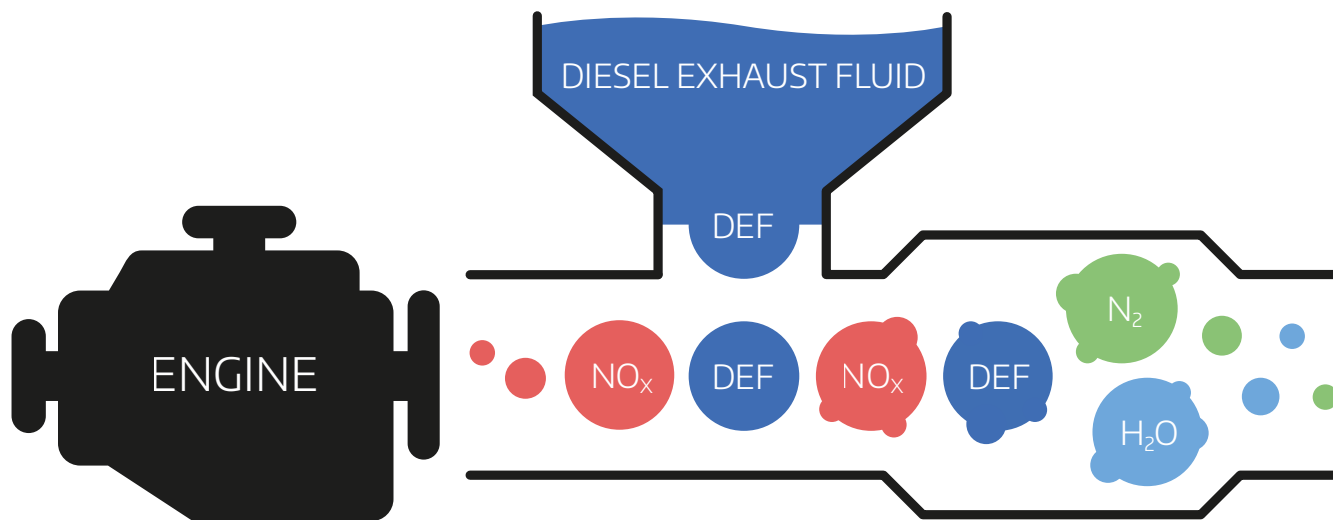 DIESEL EXHAUST FLUID
DEF
ENGINE
NOₓ
DEF
NOₓ
DEF
N₂
H₂O